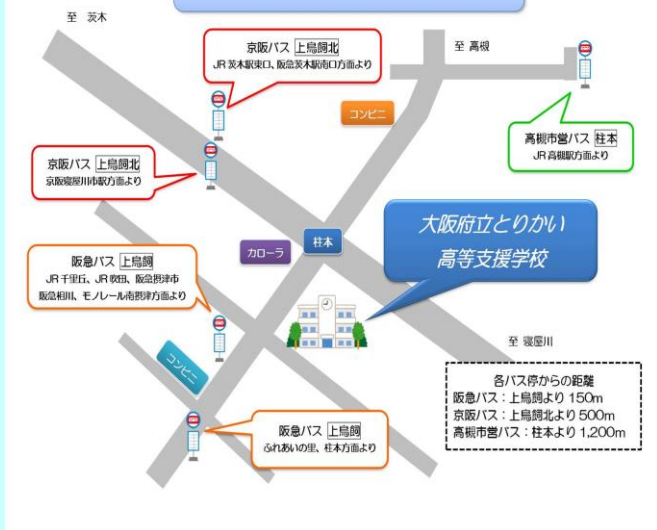 至 茨木
京阪バス 上鳥飼北
JR 茨木駅東口、阪急茨木駅南口方面より
至 高槻
コンビニ
高槻市営バス 柱本
JR 高槻駅方面より
京阪バス 上鳥飼北
京阪寝屋川市駅方面より
大阪府立とりかい
高等支援学校
柱本
カローラ
阪急バス 上鳥飼
JR 千里丘、JR 吹田、阪急摂津市
阪急相川、モノレール南摂津方面より
コンビニ
至 寝屋川
各バス停からの距離
阪急バス:上鳥飼より 150m
京阪バス:上鳥飼北より 500m
高槻市営バス:柱本より 1,200m
阪急バス 上鳥飼
ふれあいの里、柱本方面より